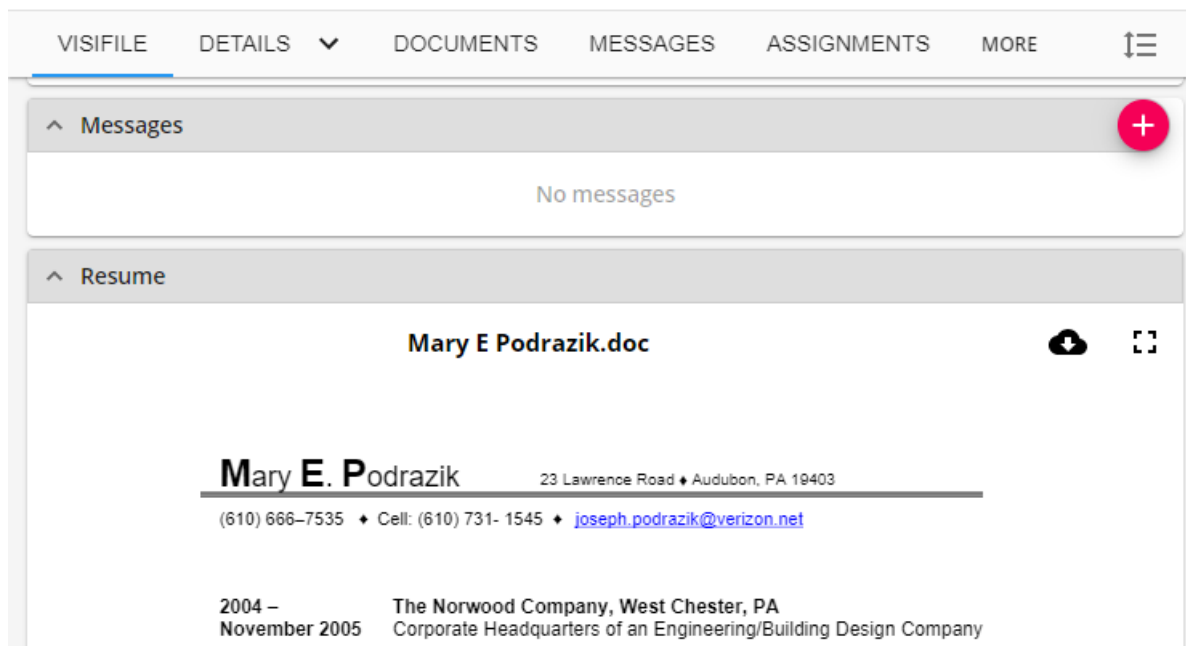 VISIFILE DETAILS DOCUMENTS MESSAGES ASSIGNMENTS MORE
Messages
No messages
Resume
Mary E Podrazik.doc
Mary E. Podrazik 23 Lawrence Road ♦ Audubon, PA 19403
(610) 666–7535 ♦ Cell: (610) 731- 1545 ♦ joseph.podrazik@verizon.net
2004 – The Norwood Company, West Chester, PA
November 2005 Corporate Headquarters of an Engineering/Building Design Company